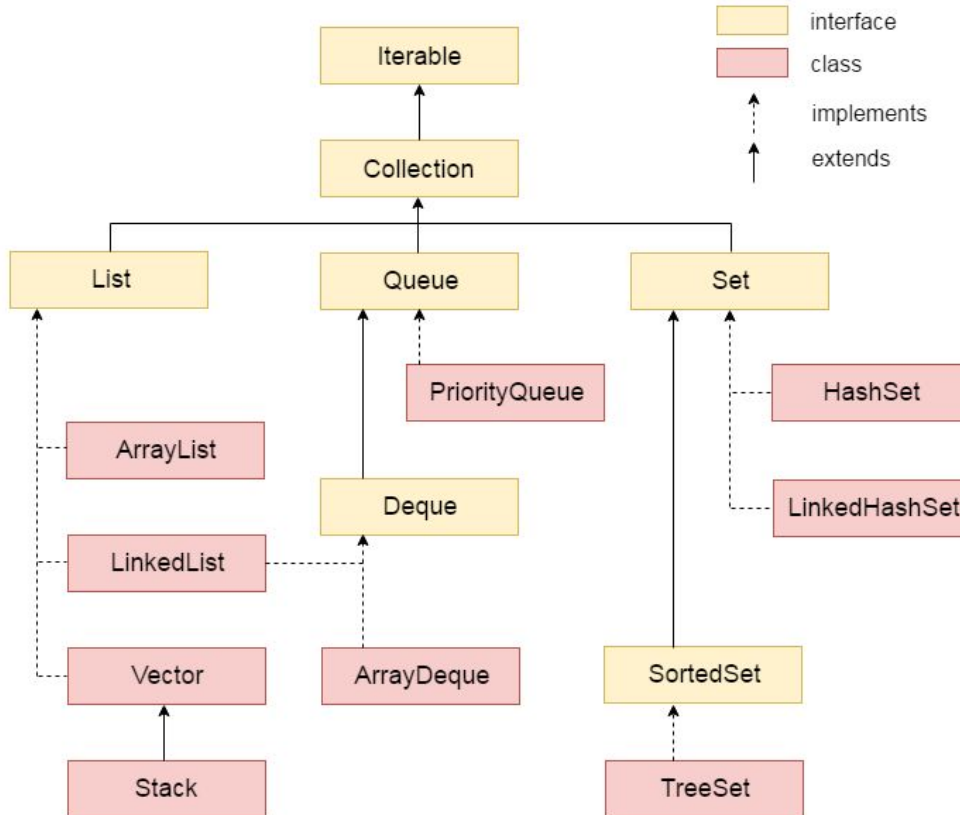 interface
Iterable
class
implements
Collection
extends
List
Queue
Set
PriorityQueue
HashSet
ArrayList
Deque
LinkedHashSet
LinkedList
Vector
ArrayDeque
SortedSet
Stack
TreeSet